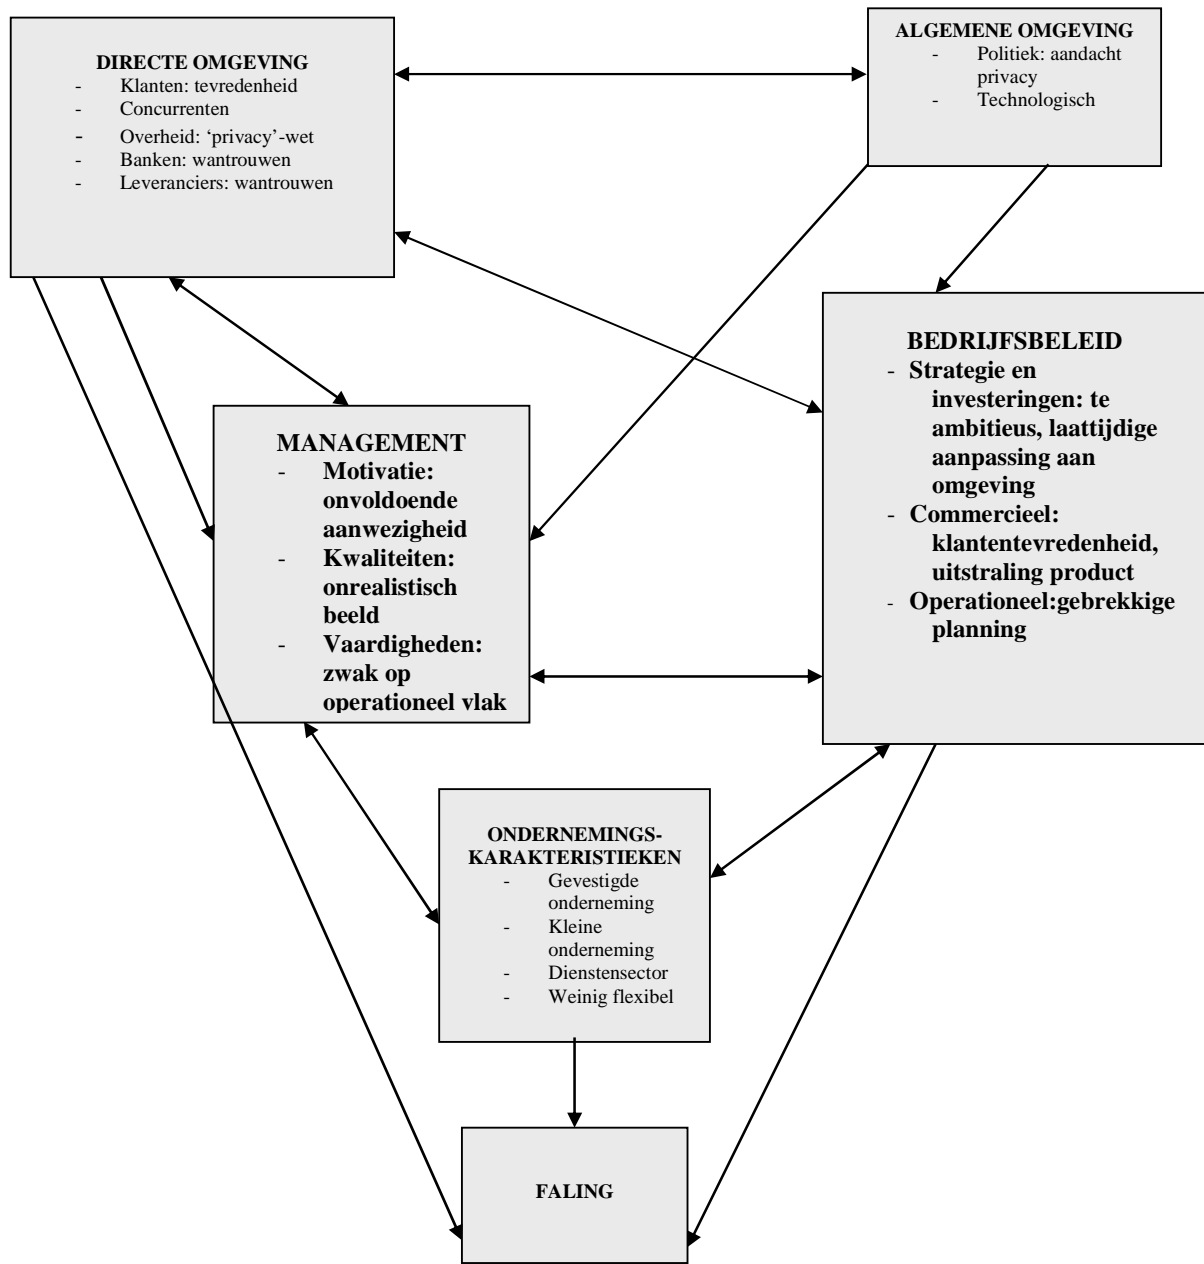 DIRECTE OMGEVING
- Klanten: tevredenheid
- Concurrenten
- Overheid: ‘privacy’-wet
- Banken: wantrouwen
- Leveranciers: wantrouwen
ALGEMENE OMGEVING
- Politiek: aandacht
privacy
- Technologisch
BEDRIJFSBELEID
- Strategie en
investeringen: te
ambitieus, laattijdige
aanpassing aan
omgeving
- Commercieel:
klantentevredenheid,
uitstraling product
- Operationeel:gebrekkige
planning
MANAGEMENT
- Motivatie:
onvoldoende
aanwezigheid
- Kwaliteiten:
onrealistisch
beeld
- Vaardigheden:
zwak op
operationeel vlak
ONDERNEMINGS-
KARAKTERISTIEKEN
- Gevestigde
onderneming
- Kleine
onderneming
- Dienstensector
- Weinig flexibel
FALING